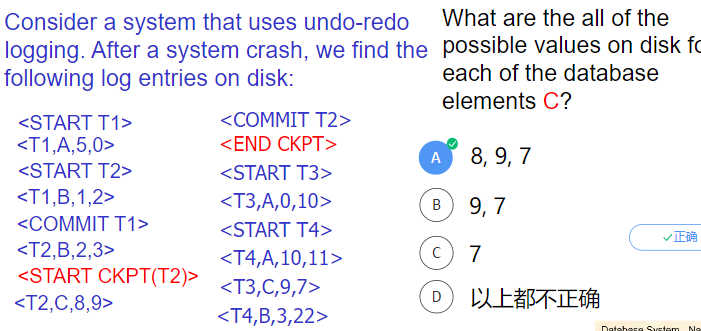 Consider a system that uses undo-redo
logging. After a system crash, we find the
following log entries on disk:
<START T1>
<T1,A,5,0>
<START T2>
<T1,B,1,2>
<COMMIT T1>
<T2,B,2,3>
<START CKPT(T2)>
<T2,C,8,9>
<COMMIT T2>
<END CKPT>
<START T3>
<T3,A,0,10>
<START T4>
<T4,A,10,11>
<T3,C,9,7>
<T4,B,3,22>
What are the all of the
possible values on disk fo
each of the database
elements C?
A 8, 9, 7
B 9, 7
C 7
D 以上都不正确
✓正确
Database System